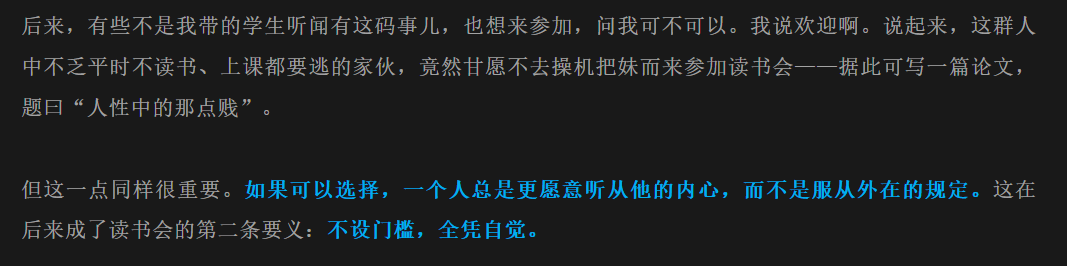 后来，有些不是我带的学生听闻有这码事儿，也想来参加，问我可不可以。我说欢迎啊。说起来，这群人
中不乏平时不读书、上课都要逃的家伙，竟然甘愿不去操机把妹而来参加读书会——据此可写一篇论文，
题曰“人性中的那点贱”。
但这一点同样很重要。如果可以选择，一个人总是更愿意听从他的内心，而不是服从外在的规定。这在
后来成了读书会的第二条要义：不设门槛，全凭自觉。